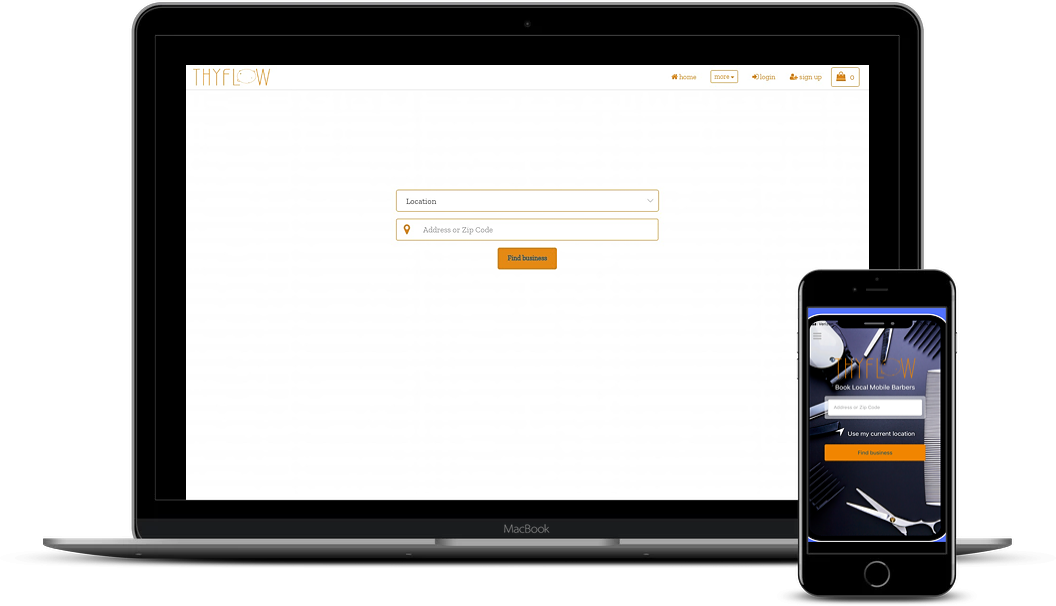 THYFLOW
home more login sign up 0
Location
Address or Zip Code
Find business
MacBook
THYFLOW
Book Local Mobile Barbers
Address or Zip Code
Use my current location
Find business